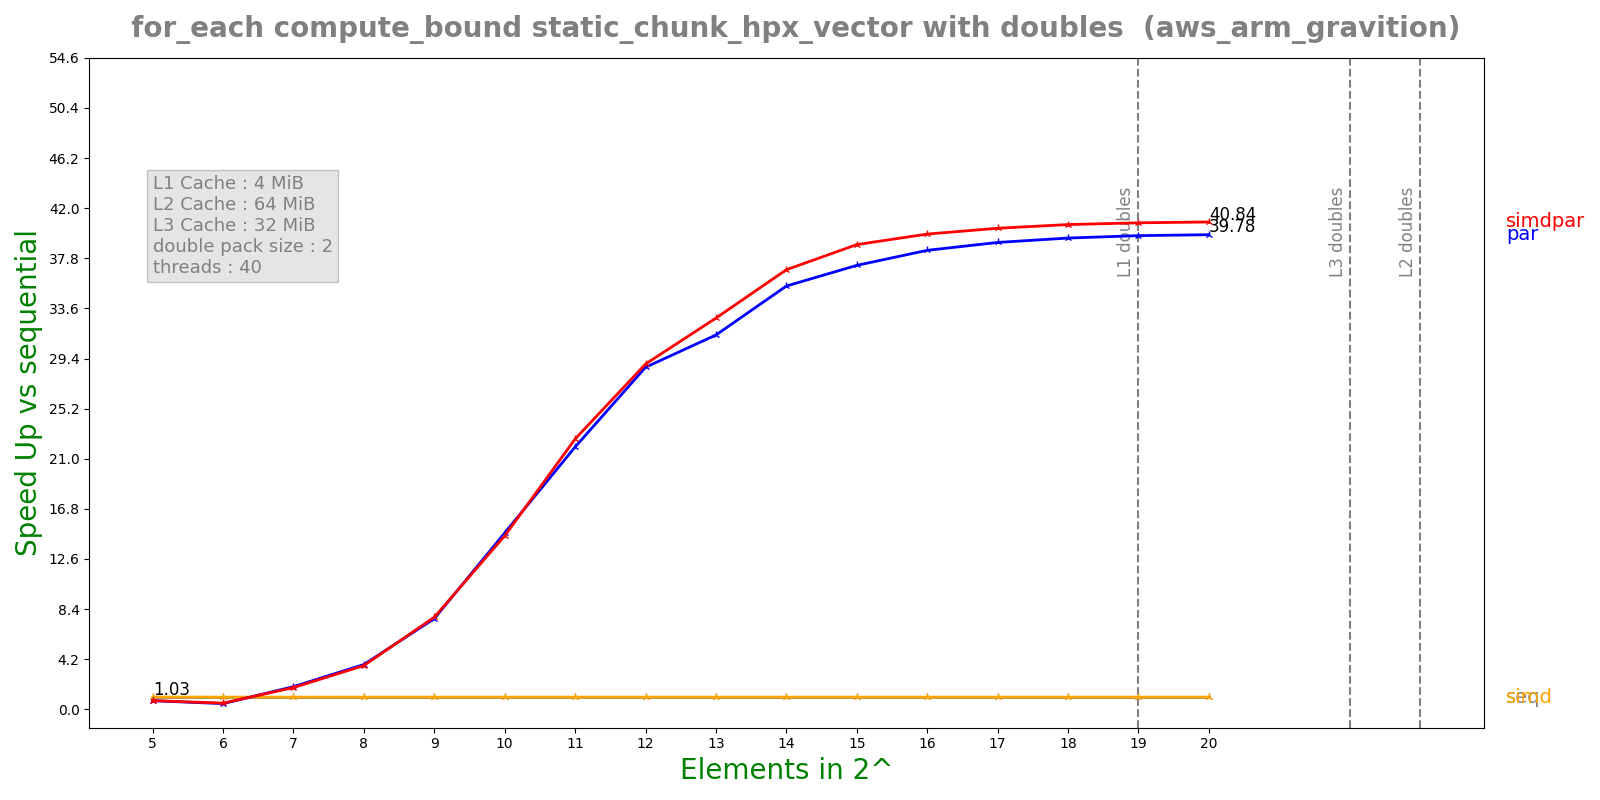 for_each compute_bound static_chunk_hpx_vector with doubles (aws_arm_gravition)
54.6
50.4
46.2
42.0
37.8
33.6
29.4
25.2
21.0
16.8
12.6
8.4
4.2
0.0
Speed Up vs sequential
L1 Cache : 4 MiB
L2 Cache : 64 MiB
L3 Cache : 32 MiB
double pack size : 2
threads : 40
1.03
40.84
39.78
L1 doubles
L3 doubles
L2 doubles
simdpar
par
seq
simd
5 6 7 8 9 10 11 12 13 14 15 16 17 18 19 20
Elements in 2^